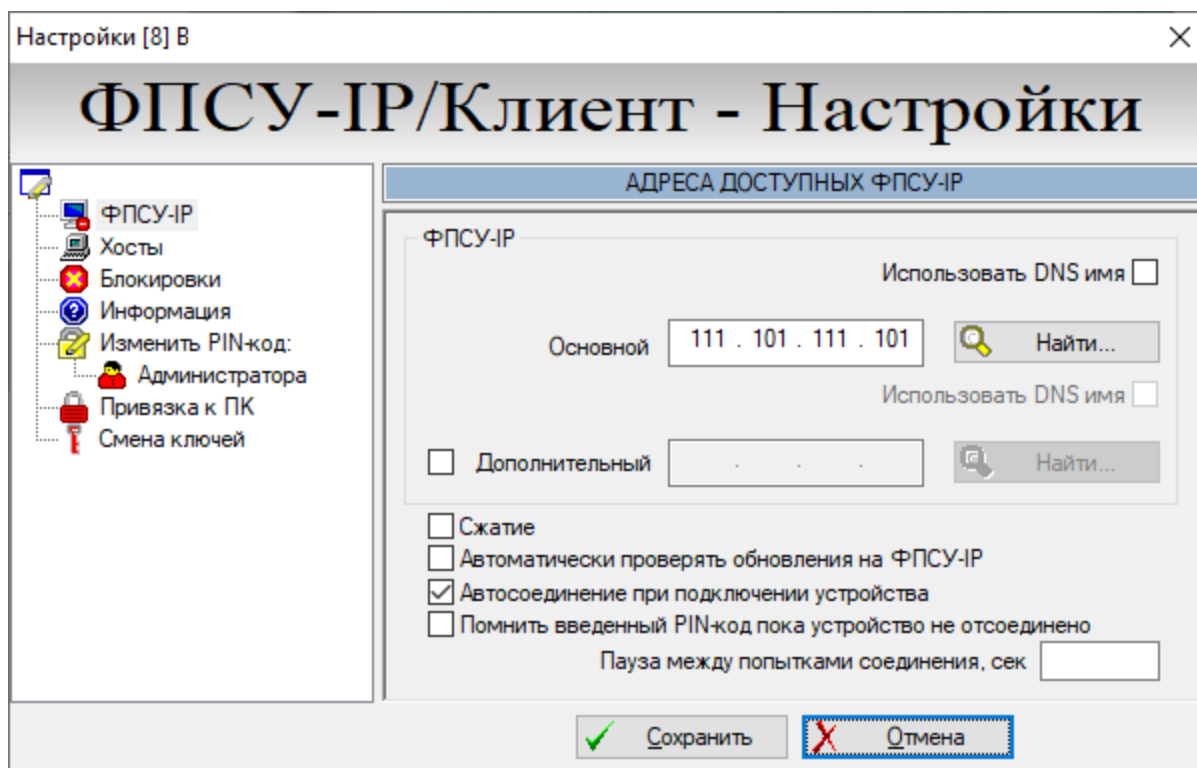 Настройки [8] В
ФПСУ-IP/Клиент - Настройки
ФПСУ-IP
Хосты
Блокировки
Информация
Изменить PIN-код:
Администратора
Привязка к ПК
Смена ключей
АДРЕСА ДОСТУПНЫХ ФПСУ-IP
ФПСУ-IP
Использовать DNS имя
Основной 111 . 101 . 111 . 101 Найти...
Использовать DNS имя
Дополнительный . . . Найти...
Сжатие
Автоматически проверять обновления на ФПСУ-IP
Автосоединение при подключении устройства
Помнить введенный PIN-код пока устройство не отсоединено
Пауза между попытками соединения, сек
Сохранить Отмена